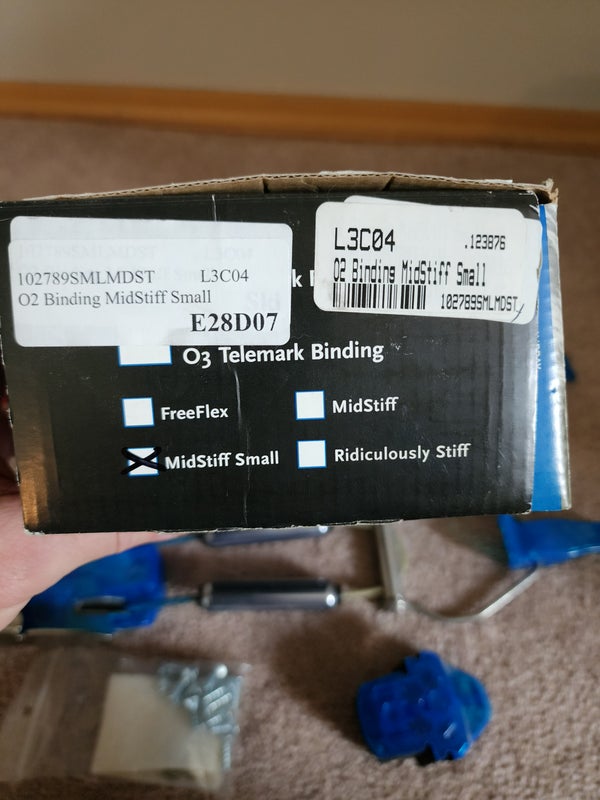 102789SMLMDST L3C04
O2 Binding MidStiff Small
E28D07
L3C04 .123876
O2 Binding MidStiff Small
102789SMLMDST
O3 Telemark Binding
FreeFlex
MidStiff
MidStiff Small
Ridiculously Stiff